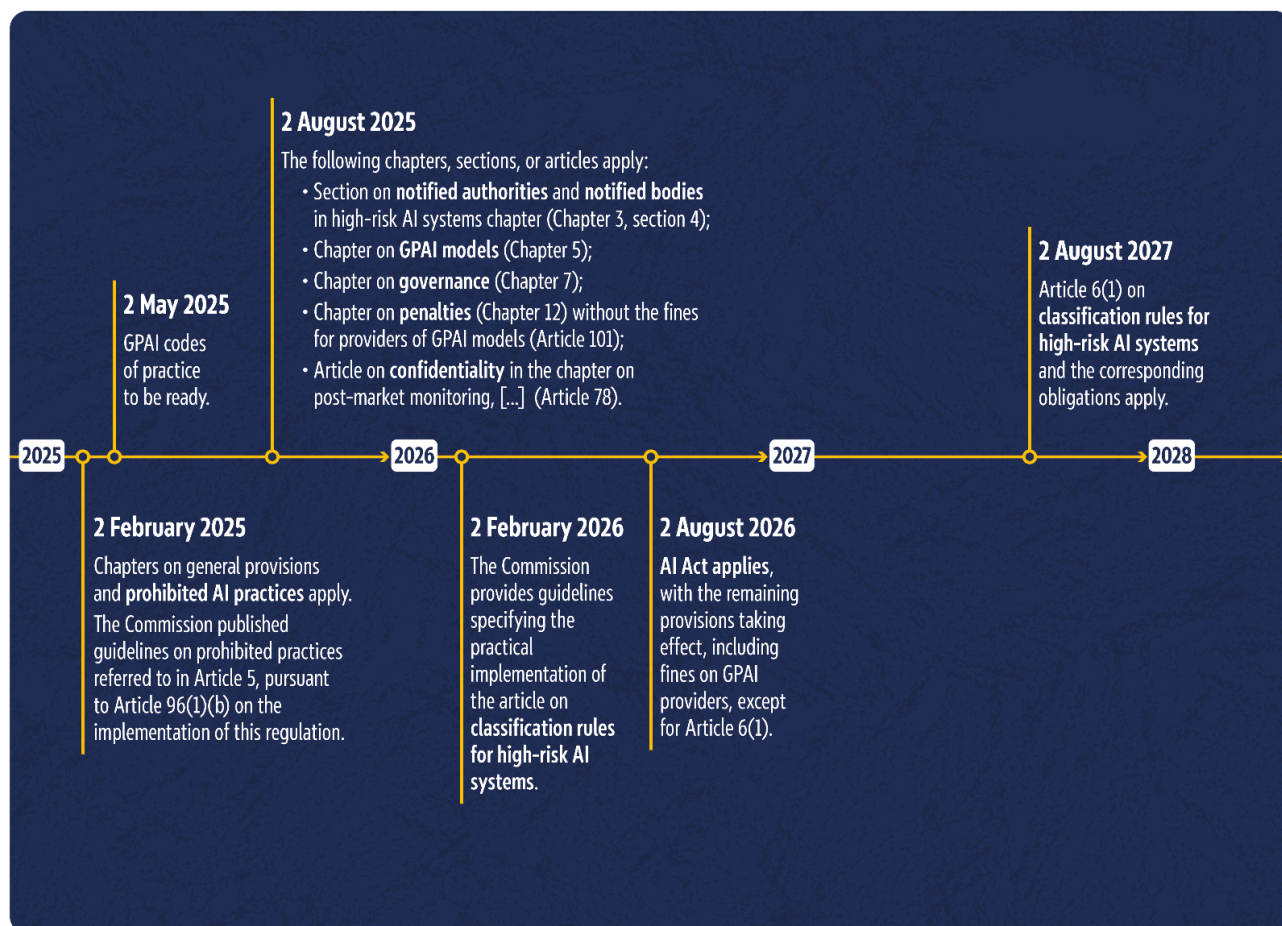 2 August 2025
The following chapters, sections, or articles apply:
• Section on notified authorities and notified bodies
in high-risk AI systems chapter (Chapter 3, section 4);
• Chapter on GPAI models (Chapter 5);
• Chapter on governance (Chapter 7);
• Chapter on penalties (Chapter 12) without the fines
for providers of GPAI models (Article 101);
• Article on confidentiality in the chapter on
post-market monitoring, [...] (Article 78).
2 May 2025
GPAI codes
of practice
to be ready.
2 August 2027
Article 6(1) on
classification rules for
high-risk AI systems
and the corresponding
obligations apply.
2025
2026
2027
2028
2 February 2025
Chapters on general provisions
and prohibited AI practices apply.
The Commission published
guidelines on prohibited practices
referred to in Article 5, pursuant
to Article 96(1)(b) on the
implementation of this regulation.
2 February 2026
The Commission
provides guidelines
specifying the
practical
implementation of
the article on
classification rules
for high-risk AI
systems.
2 August 2026
AI Act applies,
with the remaining
provisions taking
effect, including
fines on GPAI
providers, except
for Article 6(1).